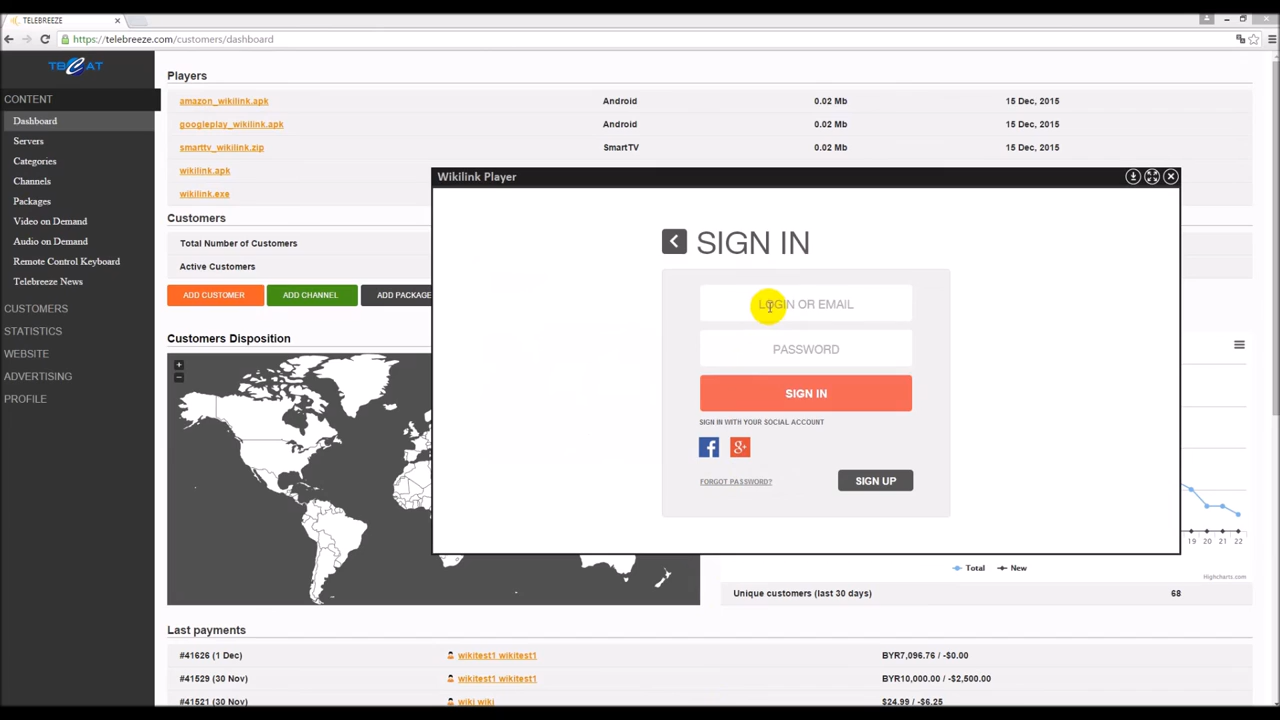 TELEBREEZE
https://telebreeze.com/customers/dashboard
TBCAT
CONTENT
Dashboard
Servers
Categories
Channels
Packages
Video on Demand
Audio on Demand
Remote Control Keyboard
Telebreeze News
CUSTOMERS
STATISTICS
WEBSITE
ADVERTISING
PROFILE
Players
amazon_wikilink.apk Android 0.02 Mb 15 Dec, 2015
googleplay_wikilink.apk Android 0.02 Mb 15 Dec, 2015
smarttv_wikilink.zip SmartTV 0.02 Mb 15 Dec, 2015
wikilink.apk
wikilink.exe
Customers
Total Number of Customers
Active Customers
ADD CUSTOMER ADD CHANNEL ADD PACKAGE
Customers Disposition
+
-
Wikilink Player
SIGN IN
LOGIN OR EMAIL
PASSWORD
SIGN IN
SIGN IN WITH YOUR SOCIAL ACCOUNT
f g+
FORGOT PASSWORD? SIGN UP
19 20 21 22
Total New
Highcharts.com
Unique customers (last 30 days) 68
Last payments
#41626 (1 Dec) wikitest1 wikitest1 BYR7,096.76 / -$0.00
#41529 (30 Nov) wikitest1 wikitest1 BYR10,000.00 / -$2,500.00
#41521 (30 Nov) wiki wiki $24.99 / -$6.25